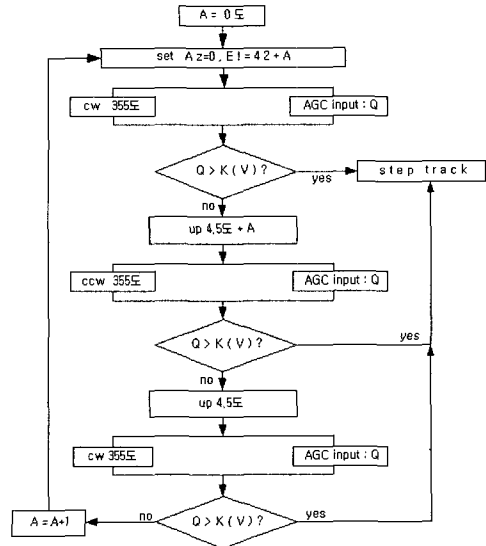 A = 0도
set Az=0, El=42+A
cw 355도
AGC input : Q
Q > K(V)?
yes
step track
no
up 4,5도 + A
ccw 355도
AGC input : Q
Q > K(V)?
yes
no
up 4,5도
cw 355도
AGC input : Q
Q > K(V)?
yes
no
A = A+1